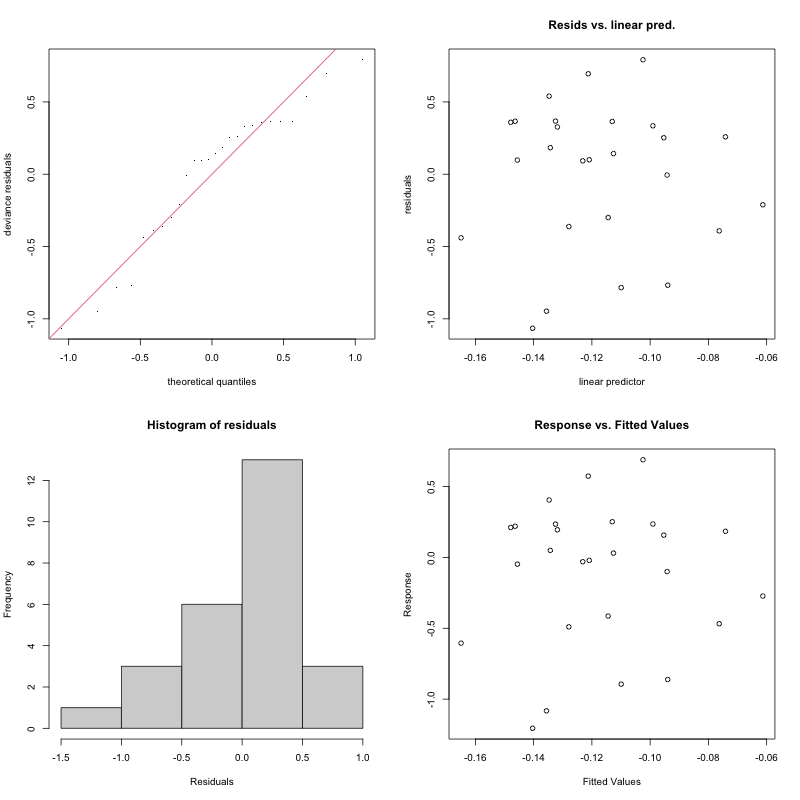 deviance residuals
0.5
0.0
-0.5
-1.0
-1.0 -0.5 0.0 0.5 1.0
theoretical quantiles
Resids vs. linear pred.
residuals
0.5
0.0
-0.5
-1.0
-0.16 -0.14 -0.12 -0.10 -0.08 -0.06
linear predictor
Histogram of residuals
Frequency
12
10
8
6
4
2
0
-1.5 -1.0 -0.5 0.0 0.5 1.0
Residuals
Response vs. Fitted Values
Response
0.5
0.0
-0.5
-1.0
-0.16 -0.14 -0.12 -0.10 -0.08 -0.06
Fitted Values